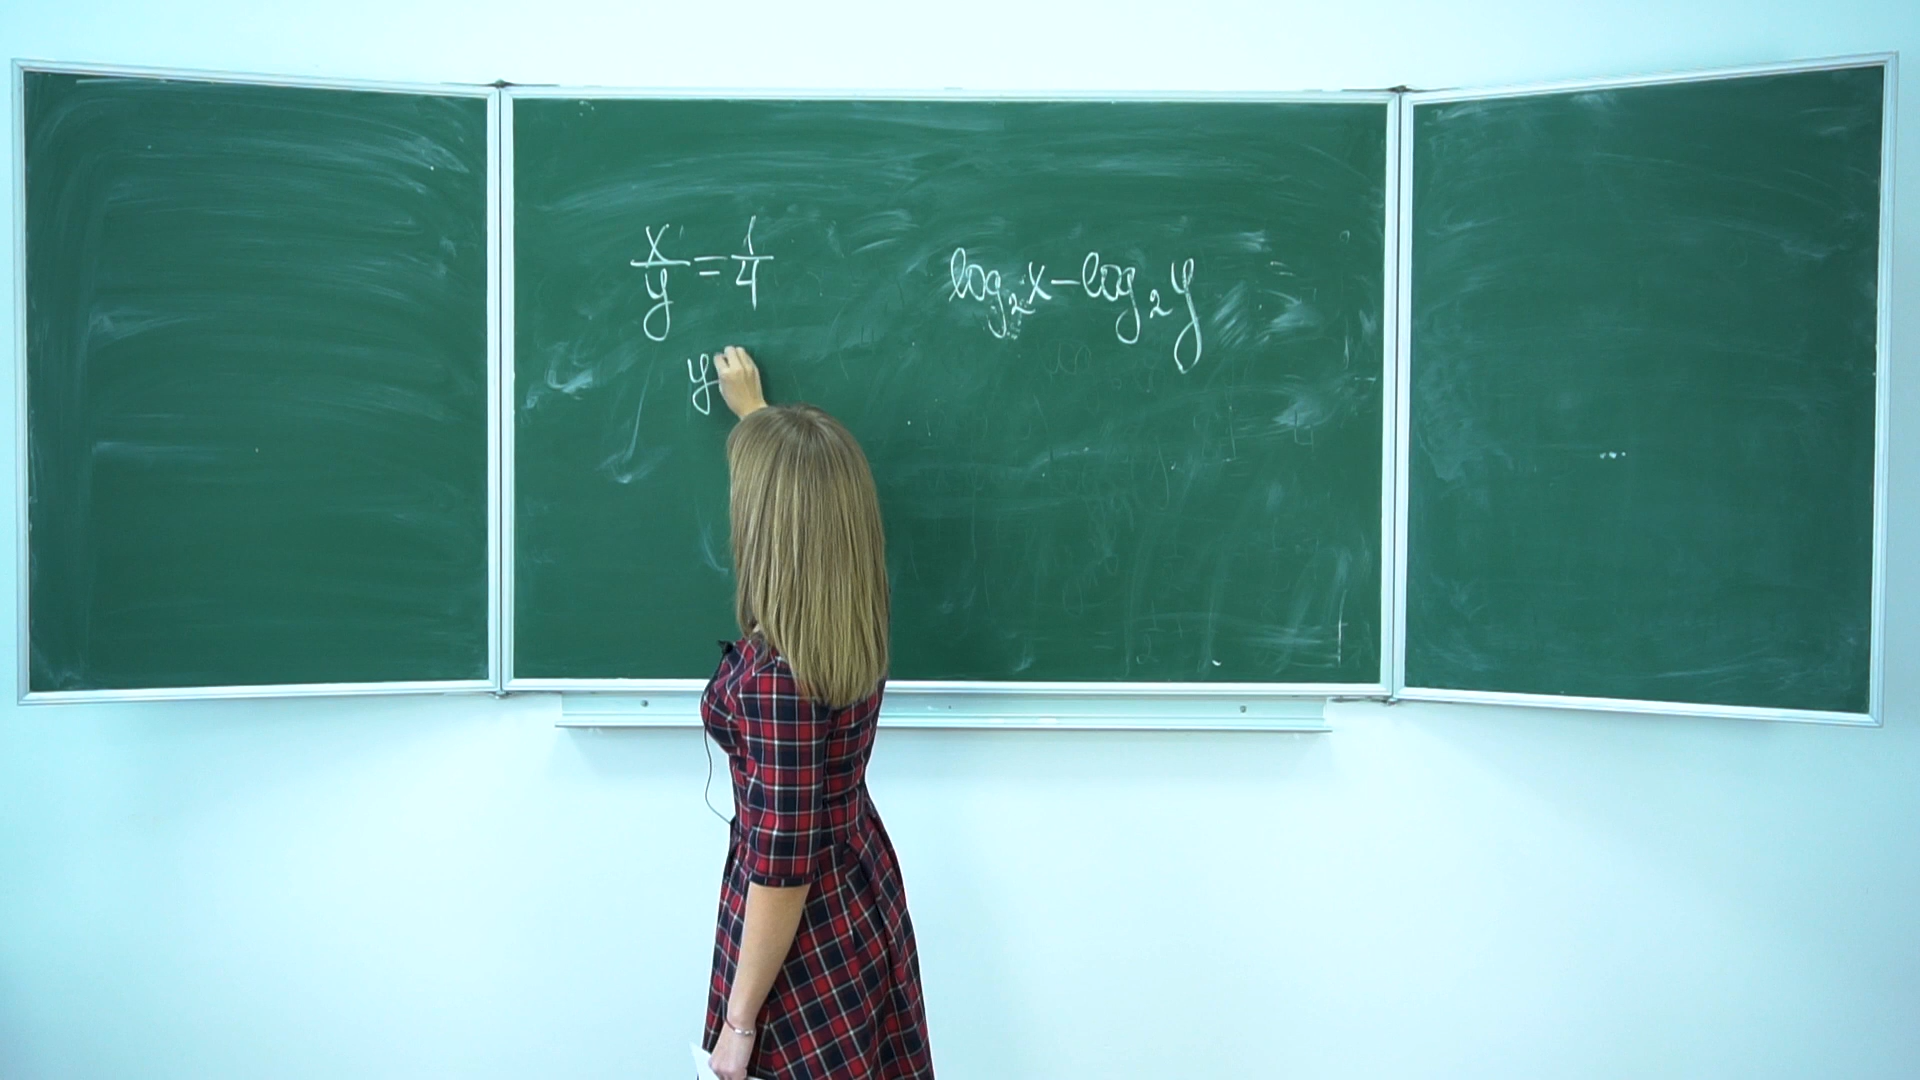 x/y = 1/4
log₂x - log₂y
y